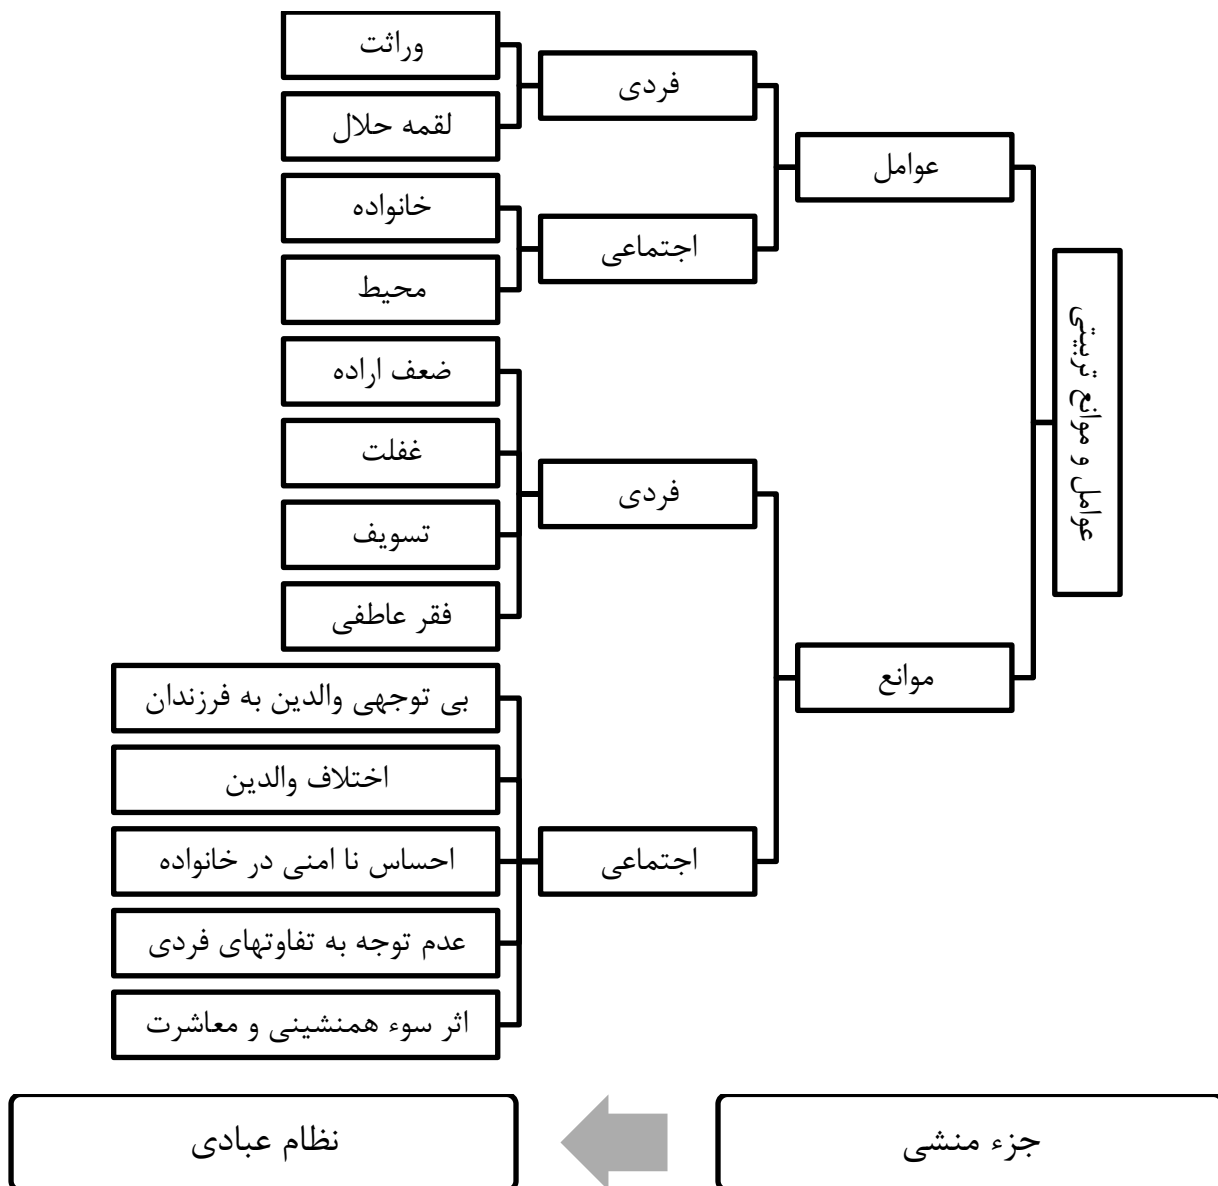 عوامل و موانع تربیتی
عوامل
فردی
وراثت
لقمه حلال
اجتماعی
خانواده
محیط
موانع
فردی
ضعف اراده
غفلت
تسویف
فقر عاطفی
اجتماعی
بی توجهی والدین به فرزندان
اختلاف والدین
احساس نا امنی در خانواده
عدم توجه به تفاوتهای فردی
اثر سوء همنشینی و معاشرت
جزء منشی
نظام عبادی